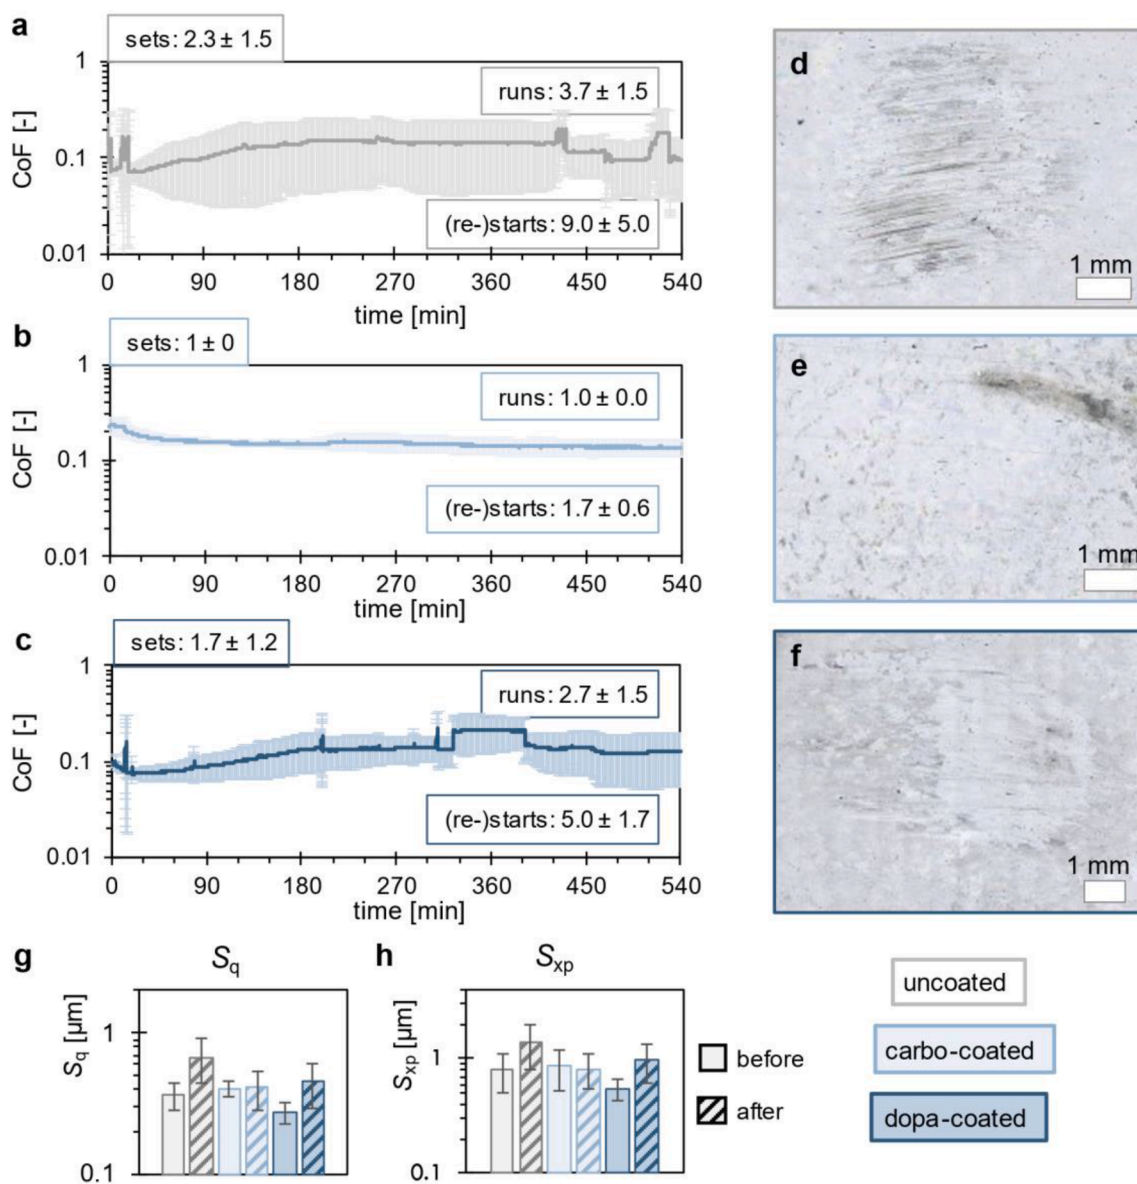 a
sets: 2.3 ± 1.5
1
runs: 3.7 ± 1.5
CoF [-]
0.1
(re-)starts: 9.0 ± 5.0
0.01
0 90 180 270 360 450 540
time [min]
d
1 mm
b
sets: 1 ± 0
1
runs: 1.0 ± 0.0
CoF [-]
0.1
(re-)starts: 1.7 ± 0.6
0.01
0 90 180 270 360 450 540
time [min]
e
1 mm
c
sets: 1.7 ± 1.2
1
runs: 2.7 ± 1.5
CoF [-]
0.1
(re-)starts: 5.0 ± 1.7
0.01
0 90 180 270 360 450 540
time [min]
f
1 mm
g
Sq
Sq [µm]
1
0.1
h
Sxp
Sxp [µm]
1
0.1
before
after
uncoated
carbo-coated
dopa-coated